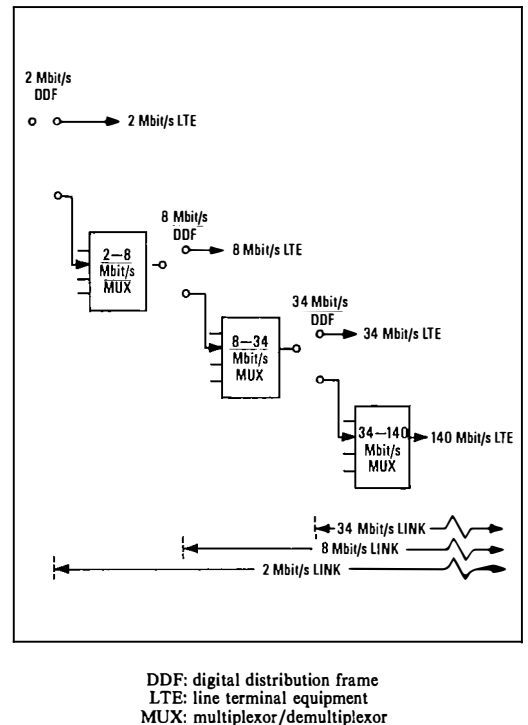 2 Mbit/s
DDF
2 Mbit/s LTE
8 Mbit/s
DDF
2—8
Mbit/s
MUX
8 Mbit/s LTE
34 Mbit/s
DDF
8—34
Mbit/s
MUX
34 Mbit/s LTE
34—140
Mbit/s
MUX
140 Mbit/s LTE
34 Mbit/s LINK
8 Mbit/s LINK
2 Mbit/s LINK
DDF: digital distribution frame
LTE: line terminal equipment
MUX: multiplexor/demultiplexor